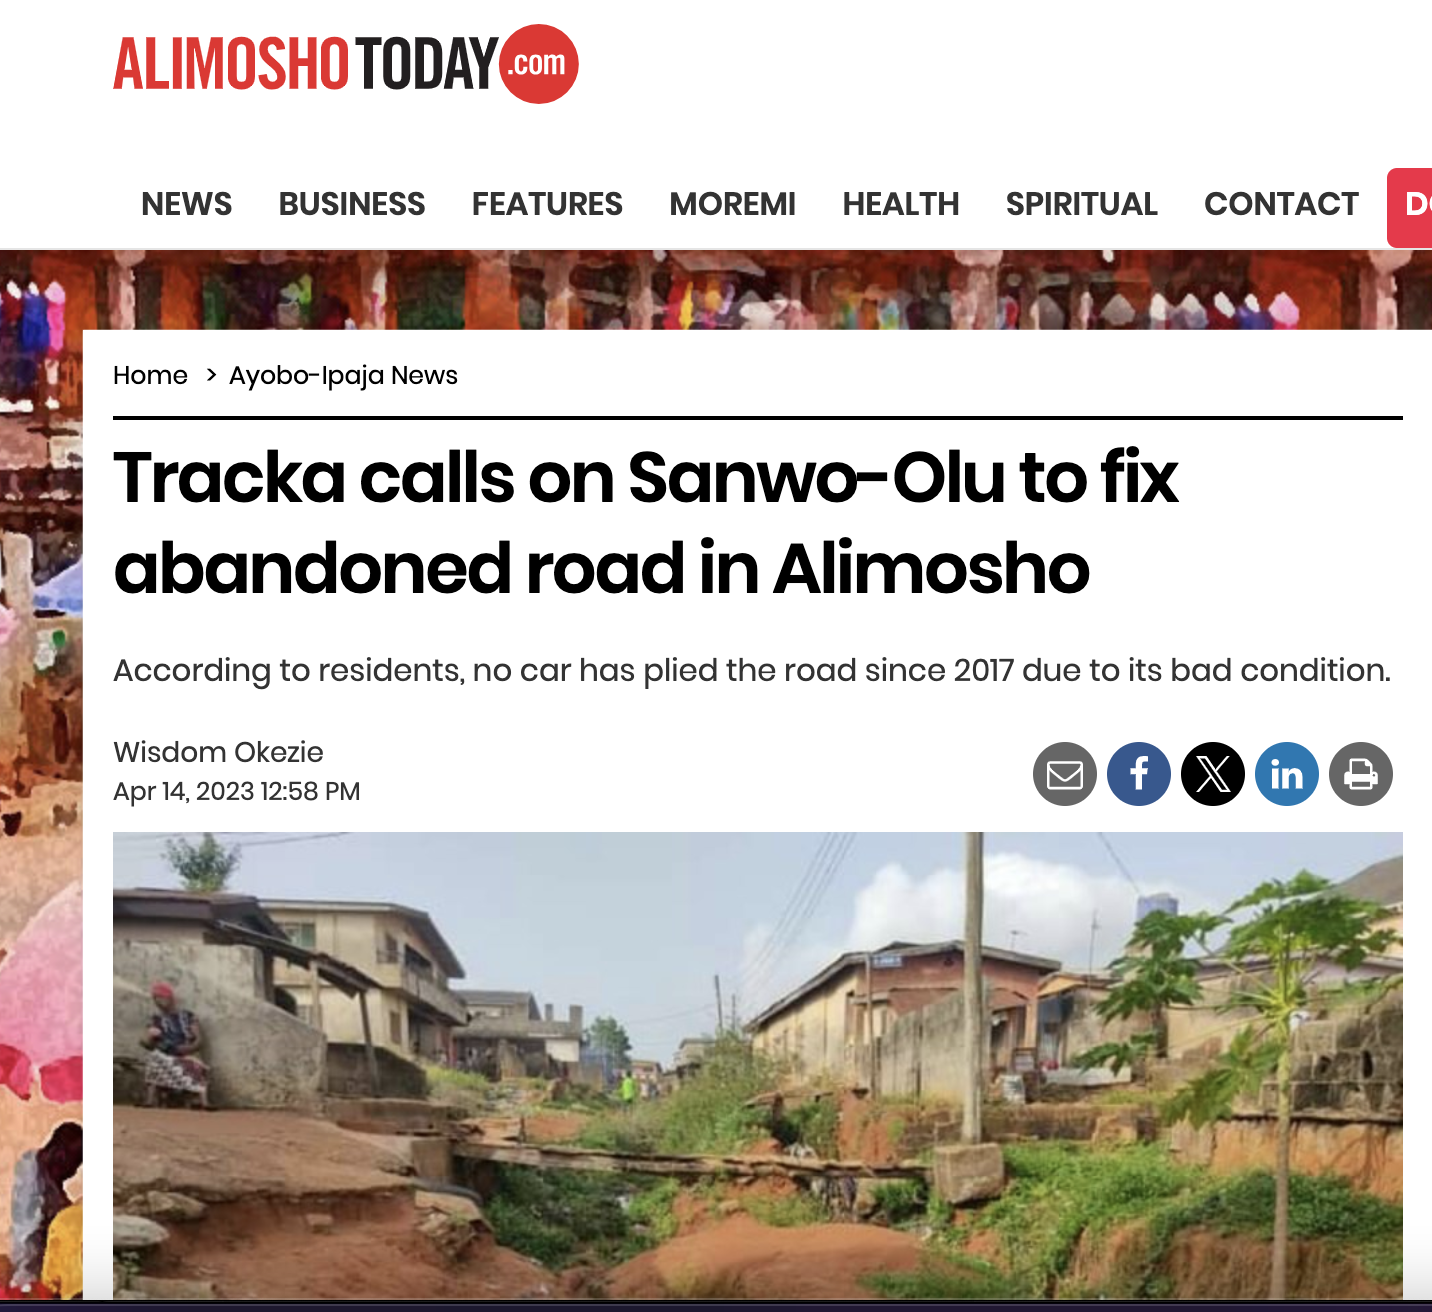 ALIMOSHO TODAY .com
NEWS BUSINESS FEATURES MOREMI HEALTH SPIRITUAL CONTACT
Home > Ayobo-Ipaja News
Tracka calls on Sanwo-Olu to fix
abandoned road in Alimosho
According to residents, no car has plied the road since 2017 due to its bad condition.
Wisdom Okezie
Apr 14, 2023 12:58 PM